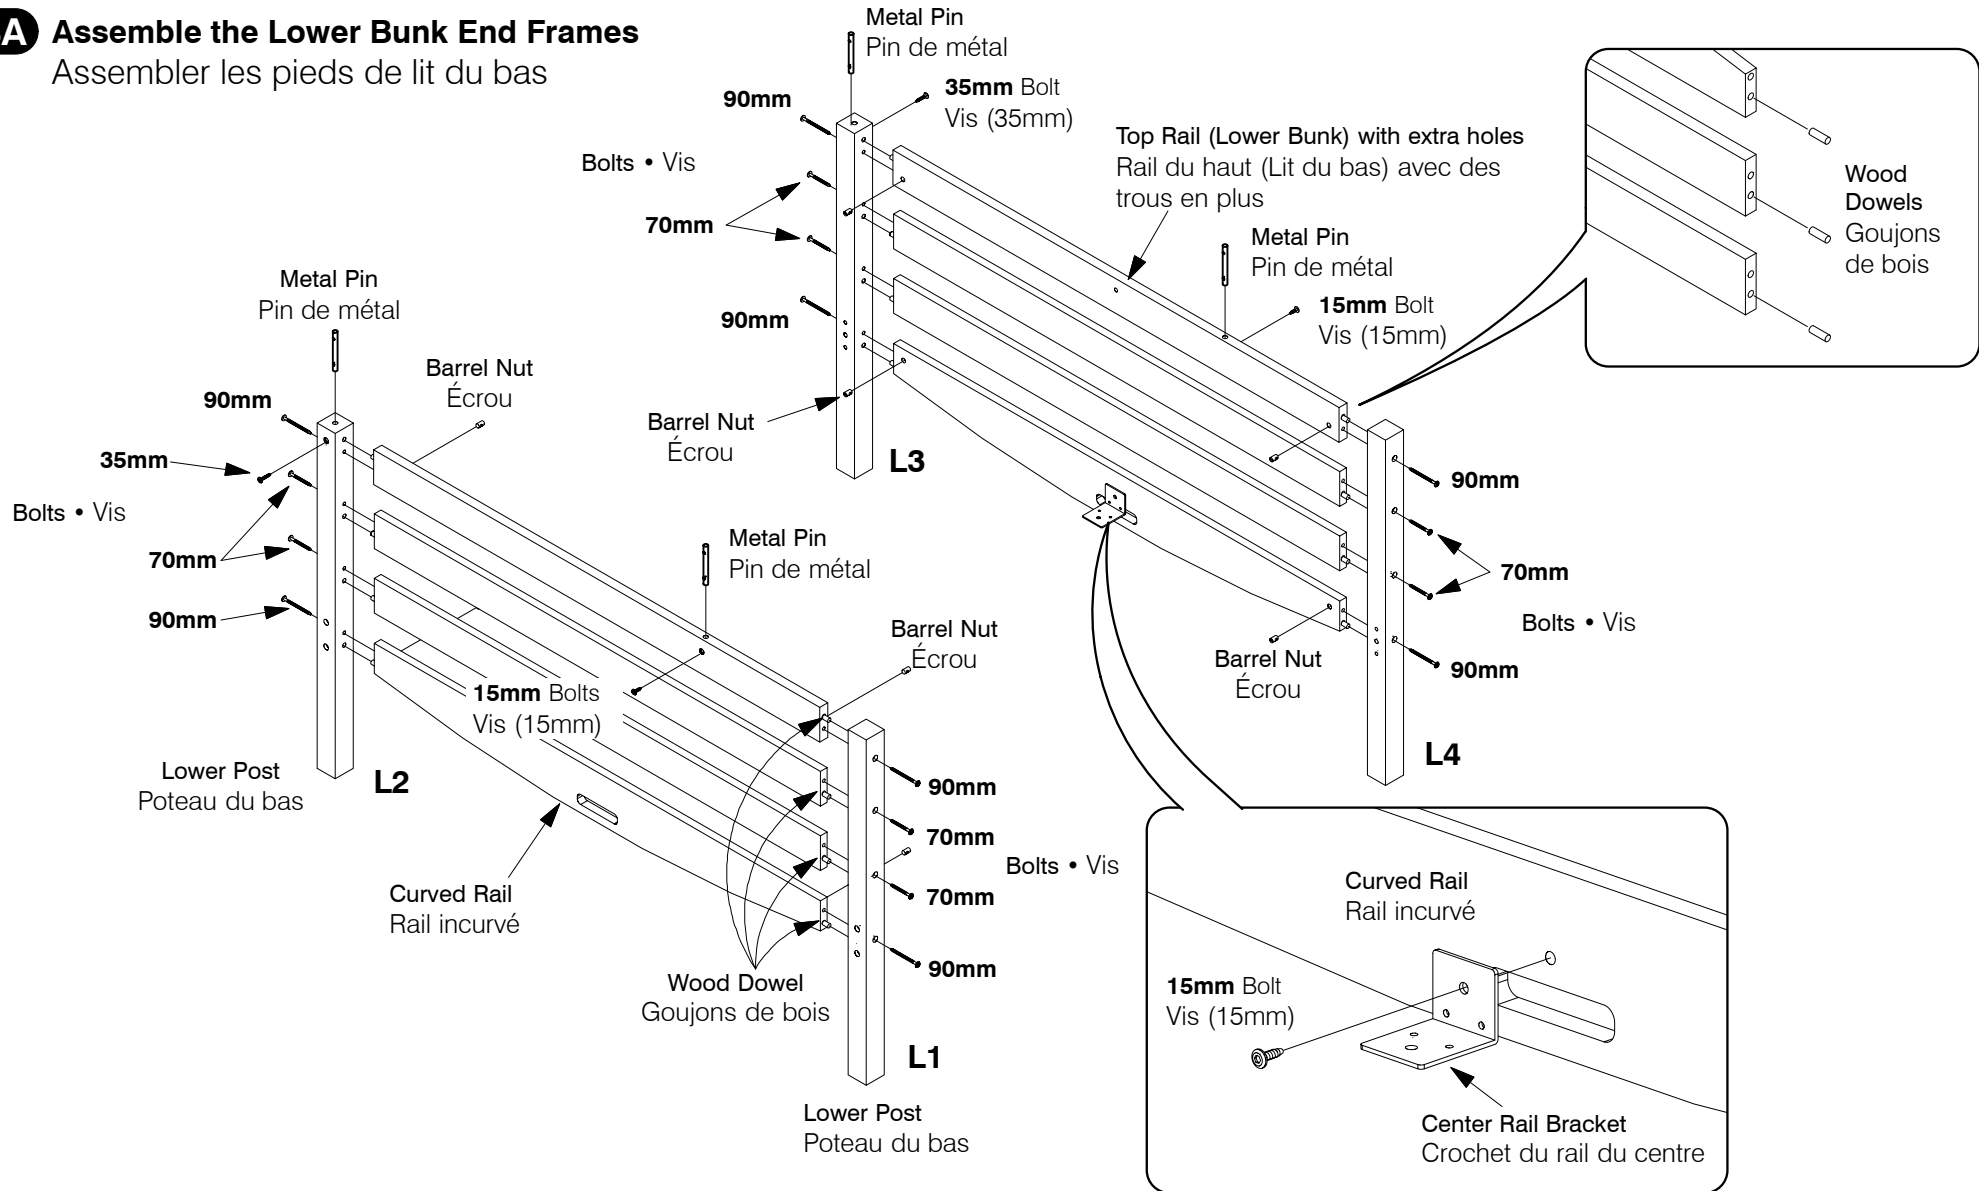 A Assemble the Lower Bunk End Frames
Assembler les pieds de lit du bas
Metal Pin
Pin de métal
90mm
35mm Bolt
Vis (35mm)
Bolts • Vis
70mm
90mm
Top Rail (Lower Bunk) with extra holes
Rail du haut (Lit du bas) avec des
trous en plus
Metal Pin
Pin de métal
15mm Bolt
Vis (15mm)
Wood
Dowels
Goujons
de bois
Barrel Nut
Écrou
L3
90mm
70mm
Bolts • Vis
90mm
Barrel Nut
Écrou
L4
Metal Pin
Pin de métal
Barrel Nut
Écrou
90mm
35mm
Bolts • Vis
70mm
90mm
Metal Pin
Pin de métal
Barrel Nut
Écrou
15mm Bolts
Vis (15mm)
Lower Post
Poteau du bas
L2
Curved Rail
Rail incurvé
90mm
70mm
Bolts • Vis
70mm
90mm
Wood Dowel
Goujons de bois
L1
Lower Post
Poteau du bas
Curved Rail
Rail incurvé
15mm Bolt
Vis (15mm)
Center Rail Bracket
Crochet du rail du centre